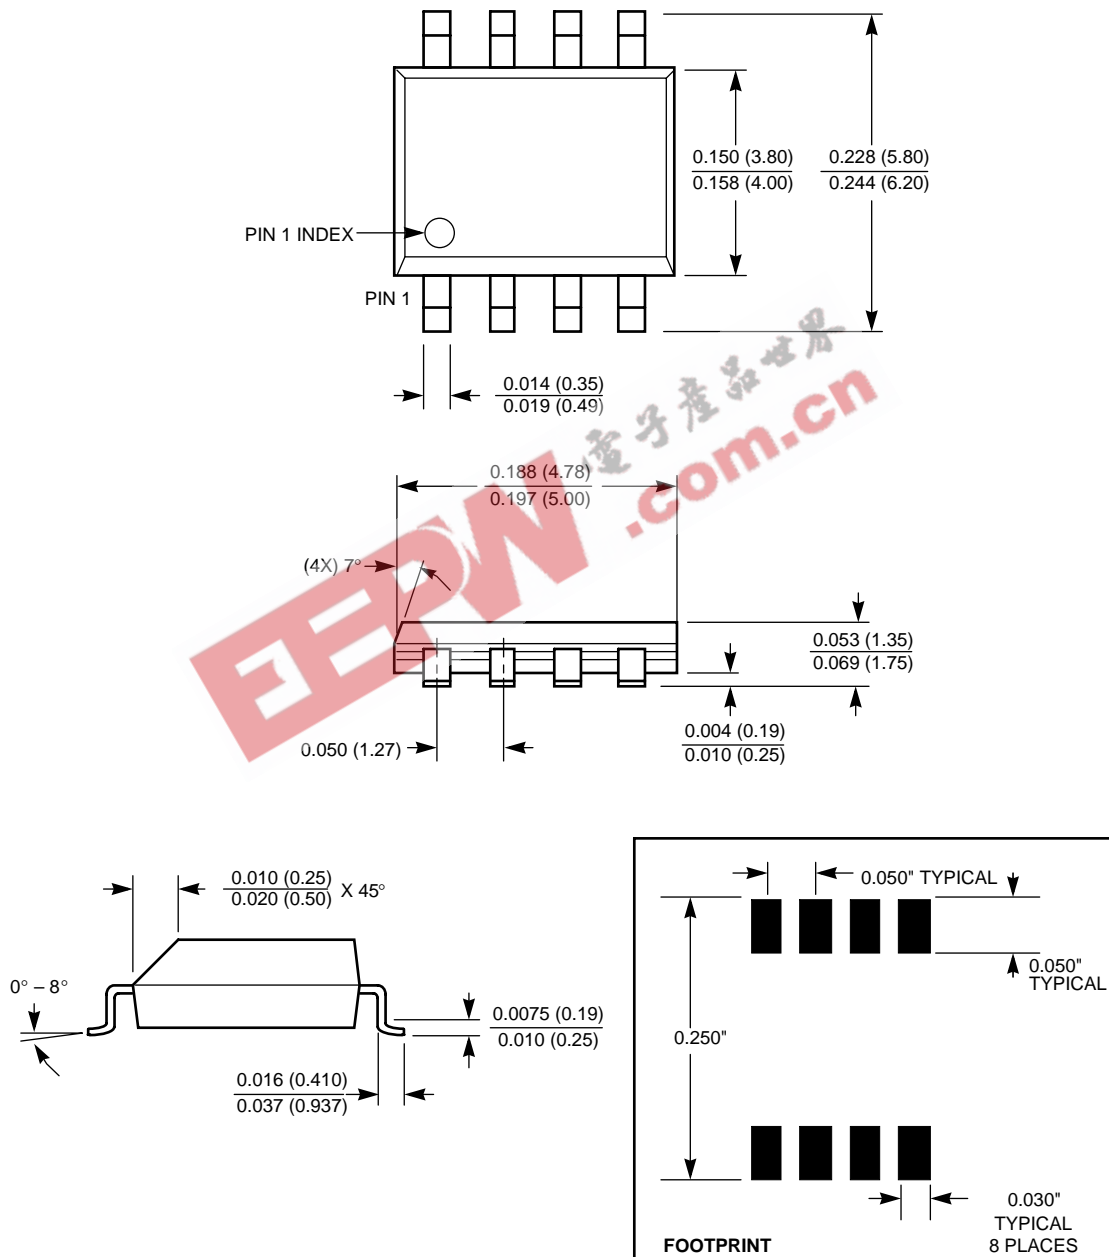 0.150 (3.80)
0.158 (4.00)
0.228 (5.80)
0.244 (6.20)
PIN 1 INDEX
PIN 1
0.014 (0.35)
0.019 (0.49)
電子產品世界
EEPW
.com.cn
0.188 (4.78)
0.197 (5.00)
(4X) 7°
0.053 (1.35)
0.069 (1.75)
0.004 (0.19)
0.010 (0.25)
0.050 (1.27)
0.010 (0.25)
0.020 (0.50)
X 45°
0° – 8°
0.0075 (0.19)
0.010 (0.25)
0.016 (0.410)
0.037 (0.937)
0.050" TYPICAL
0.050"
TYPICAL
0.250"
0.030"
TYPICAL
8 PLACES
FOOTPRINT